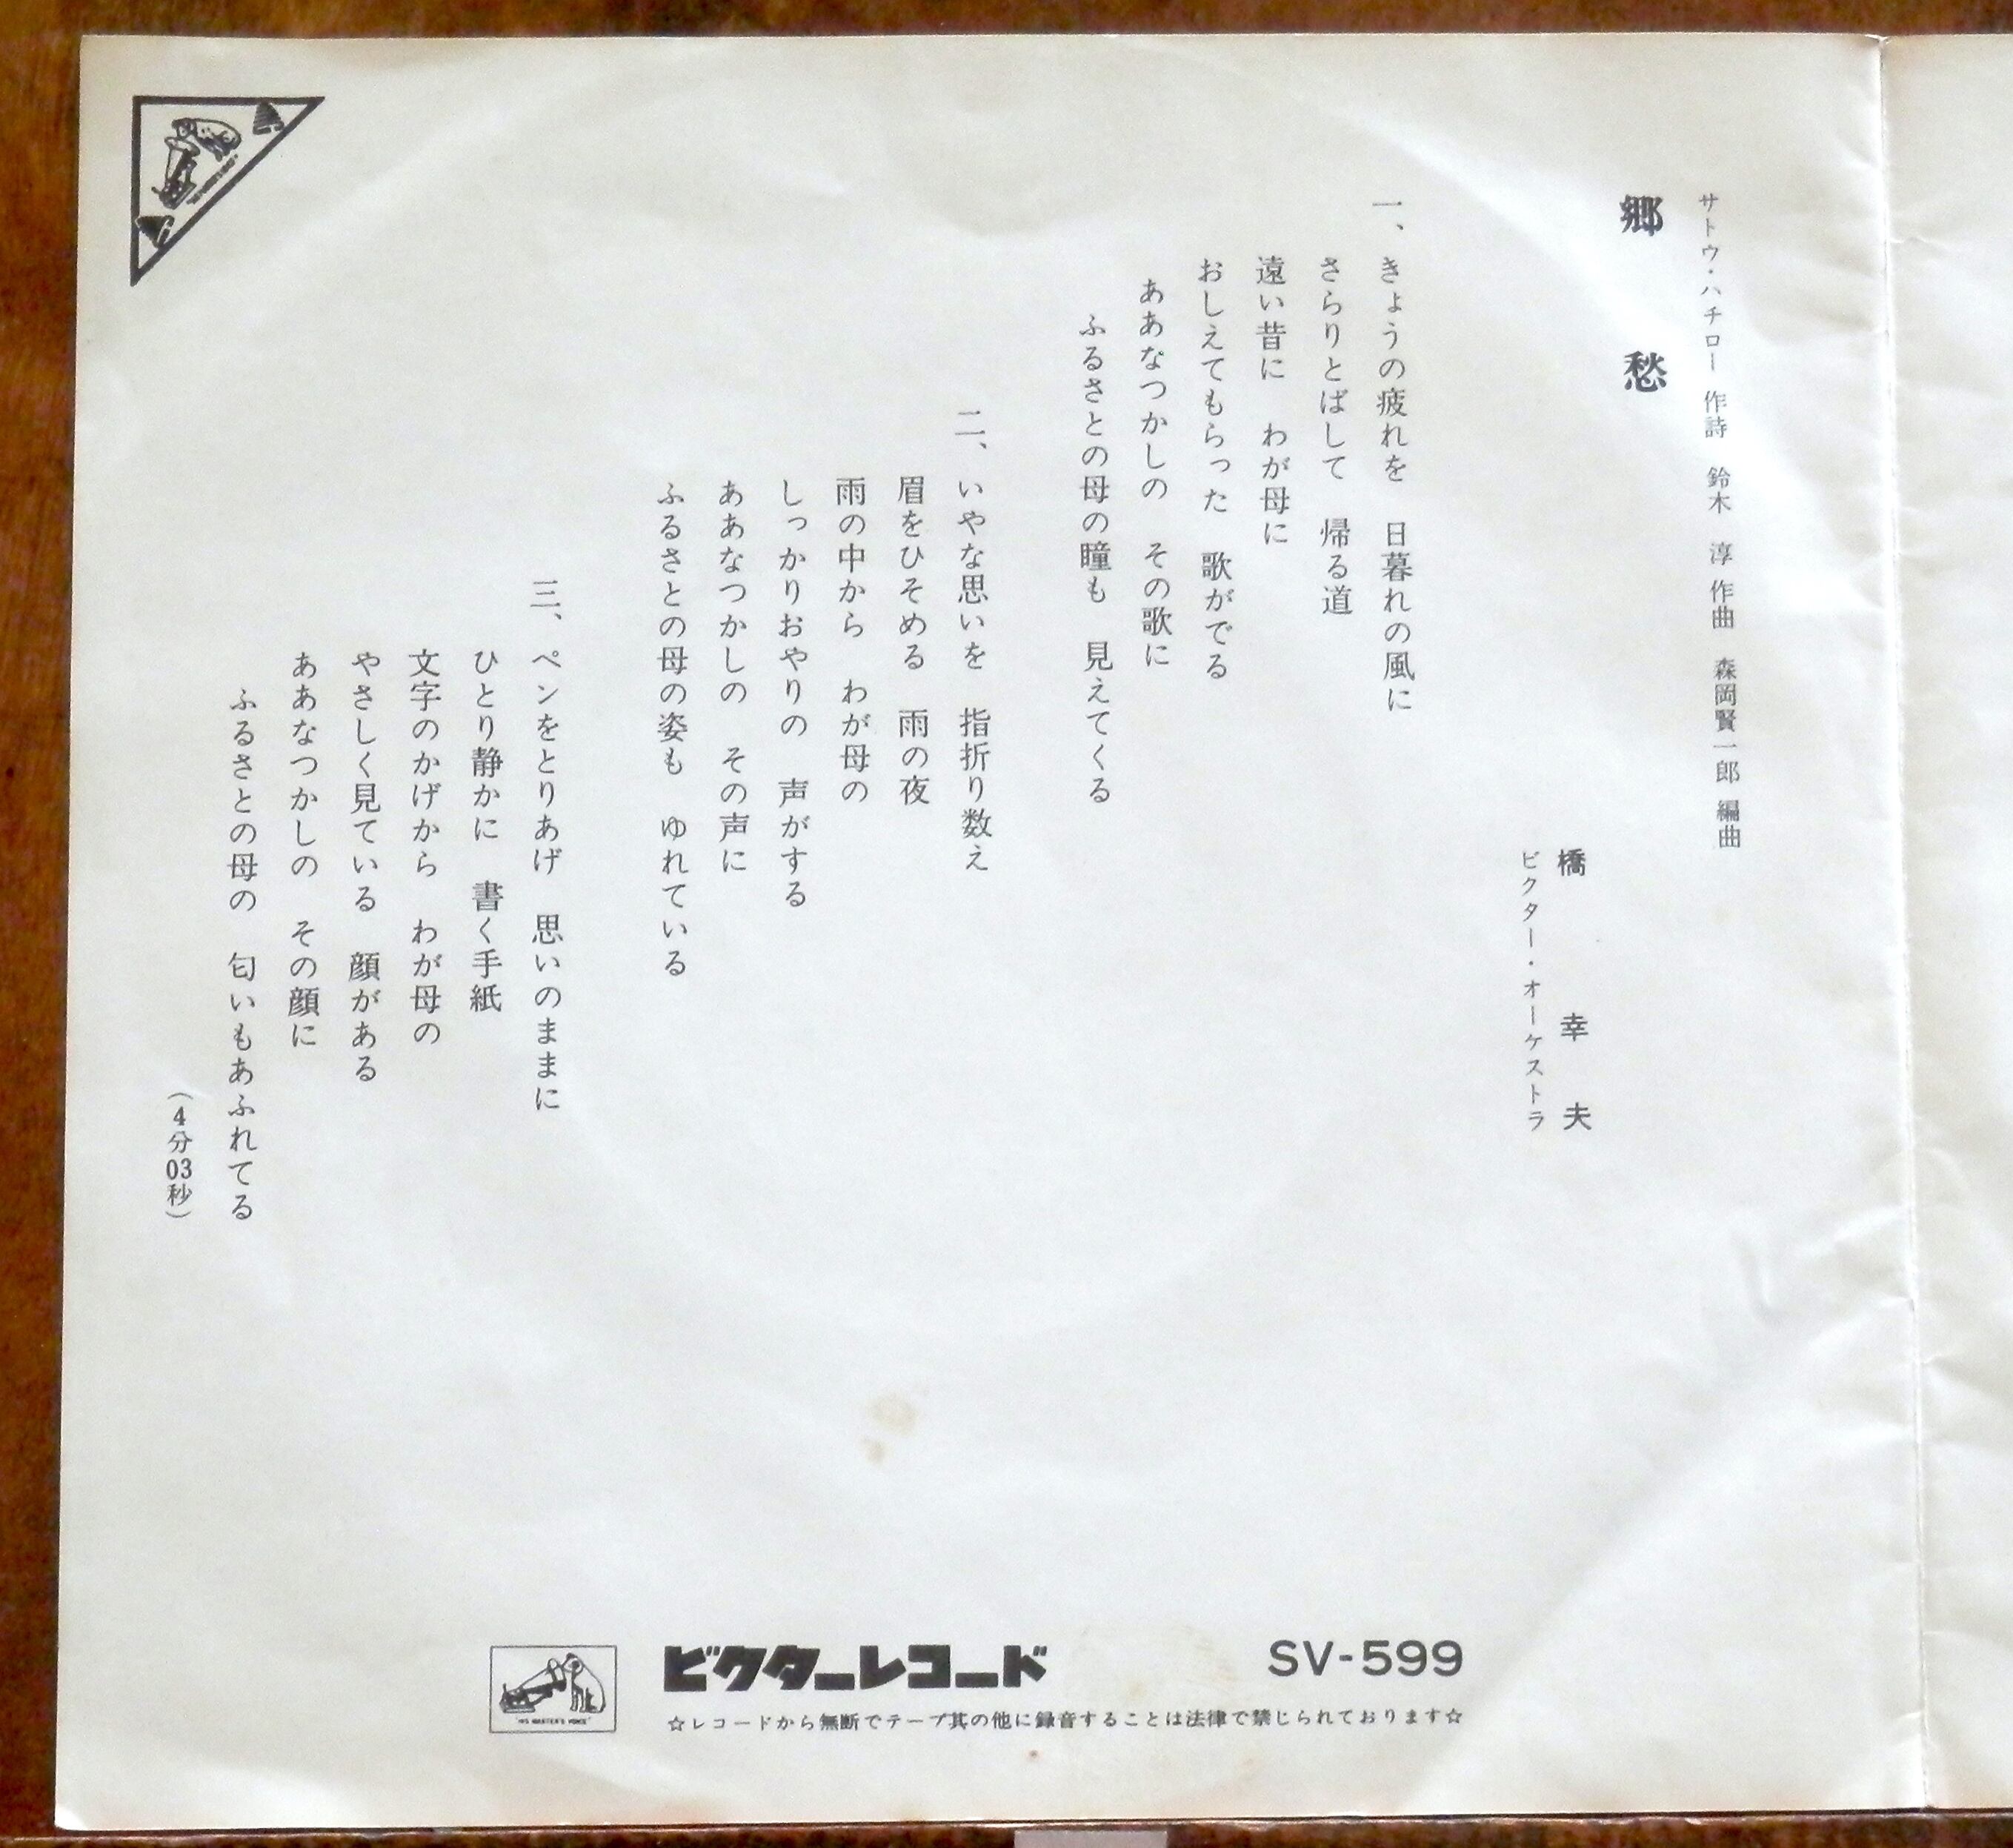 サトウ・ハチロー 作詩 鈴木 淳 作曲 森岡賢一郎 編曲
郷愁
橋 幸夫
ビクター・オーケストラ
一、きょうの疲れを 日暮れの風に
さらりとばして 帰る道
遠い昔に わが母に
おしえてもらった 歌がでる
ああなつかしの その歌に
ふるさとの母の瞳も 見えてくる
二、いやな思いを 指折り数え
眉をひそめる 雨の夜
雨の中から わが母の
しっかりおやりの 声がする
ああなつかしの その声に
ふるさとの母の姿も ゆれている
三、ペンをとりあげ 思いのままに
ひとり静かに 書く手紙
文字のかげから わが母の
やさしく見ている 顔がある
ああなつかしの その顔に
ふるさとの母の 匂いもあふれてる
(4分03秒)
"HIS MASTER'S VOICE"
ビクターレコード
SV-599
☆レコードから無断でテープ其の他に録音することは法律で禁じられております☆